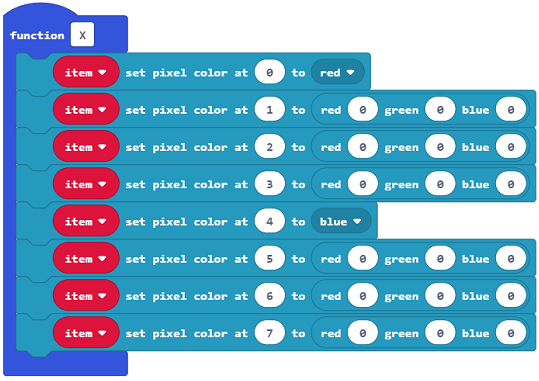 function X
item set pixel color at 0 to red
item set pixel color at 1 to red 0 green 0 blue 0
item set pixel color at 2 to red 0 green 0 blue 0
item set pixel color at 3 to red 0 green 0 blue 0
item set pixel color at 4 to blue
item set pixel color at 5 to red 0 green 0 blue 0
item set pixel color at 6 to red 0 green 0 blue 0
item set pixel color at 7 to red 0 green 0 blue 0